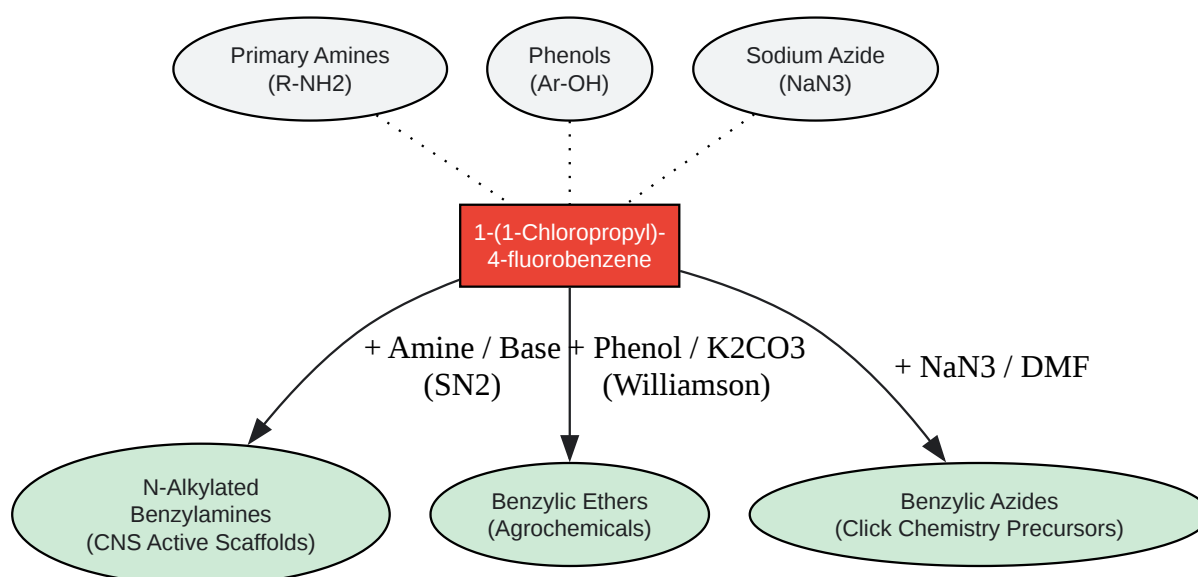 Primary Amines
(R-NH2)
Phenols
(Ar-OH)
Sodium Azide
(NaN3)
1-(1-Chloropropyl)-
4-fluorobenzene
+ Amine / Base
(SN2)
+ Phenol / K2CO3
(Williamson)
+ NaN3 / DMF
N-Alkylated
Benzylamines
(CNS Active Scaffolds)
Benzylic Ethers
(Agrochemicals)
Benzylic Azides
(Click Chemistry Precursors)